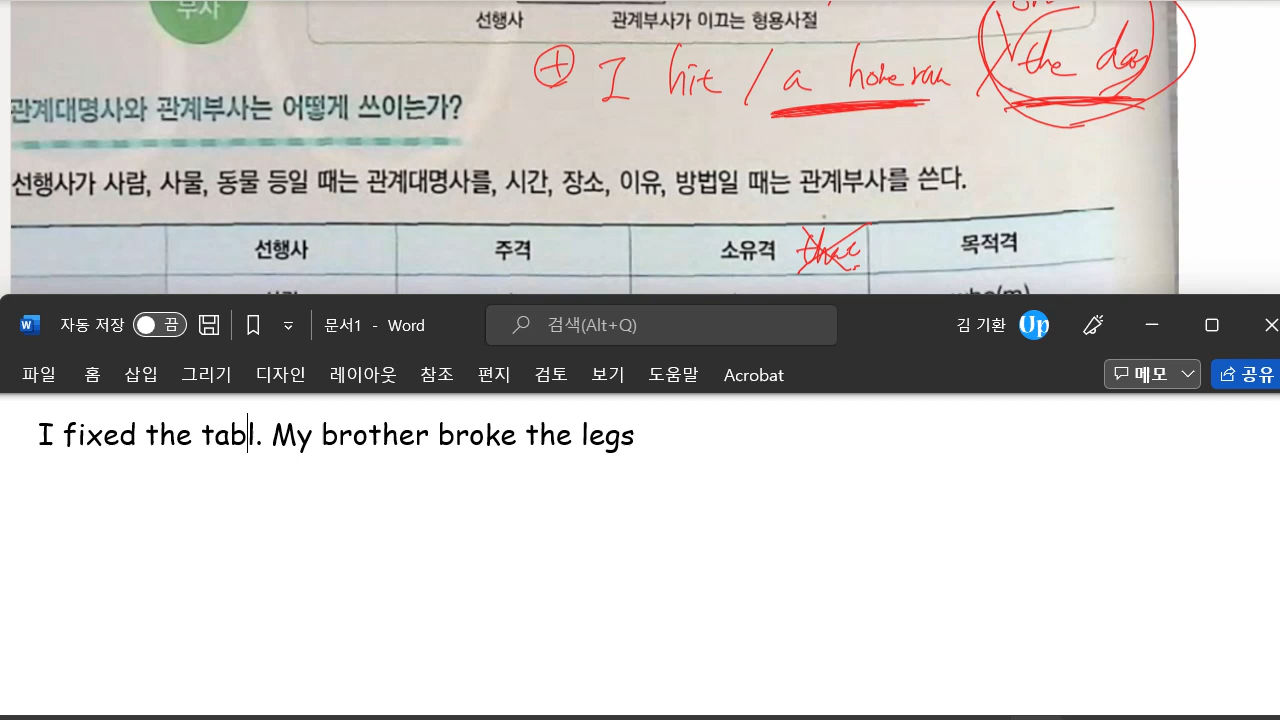 부사
선행사 관계부사가 이끄는 형용사절
⊕ I hit / a home run / the day
관계대명사와 관계부사는 어떻게 쓰이는가?
선행사가 사람, 사물, 동물 등일 때는 관계대명사를, 시간, 장소, 이유, 방법일 때는 관계부사를 쓴다.
선행사 주격 소유격 that 목적격
who(m)
자동 저장 끔 문서1 - Word 검색(Alt+Q) 김 기환 Up
파일 홈 삽입 그리기 디자인 레이아웃 참조 편지 검토 보기 도움말 Acrobat 메모 공유
I fixed the tabl. My brother broke the legs